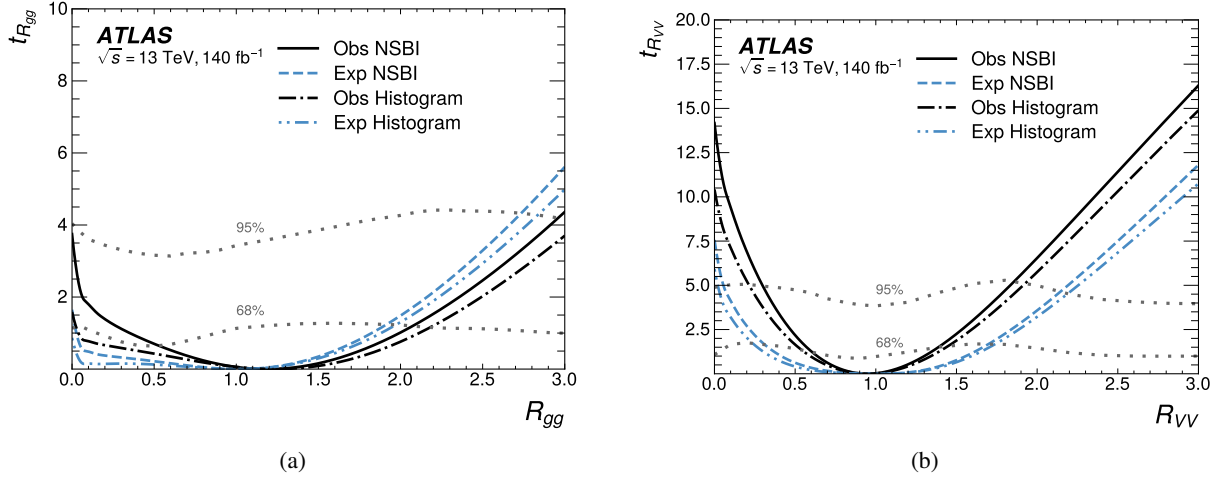 10
8
6
4
2
t_{R_{gg}}
ATLAS
√s = 13 TeV, 140 fb⁻¹
Obs NSBI
Exp NSBI
Obs Histogram
Exp Histogram
95%
68%
0.0 0.5 1.0 1.5 2.0 2.5 3.0
R_{gg}
(a)
20.0
17.5
15.0
12.5
10.0
7.5
5.0
2.5
t_{R_{VV}}
ATLAS
√s = 13 TeV, 140 fb⁻¹
Obs NSBI
Exp NSBI
Obs Histogram
Exp Histogram
95%
68%
0.0 0.5 1.0 1.5 2.0 2.5 3.0
R_{VV}
(b)